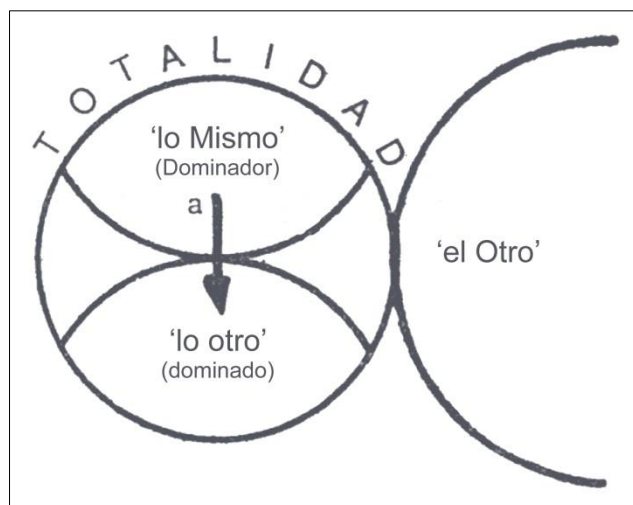 TOTALIDAD
‘lo Mismo’
(Dominador)
a
‘el Otro’
‘lo otro’
(dominado)